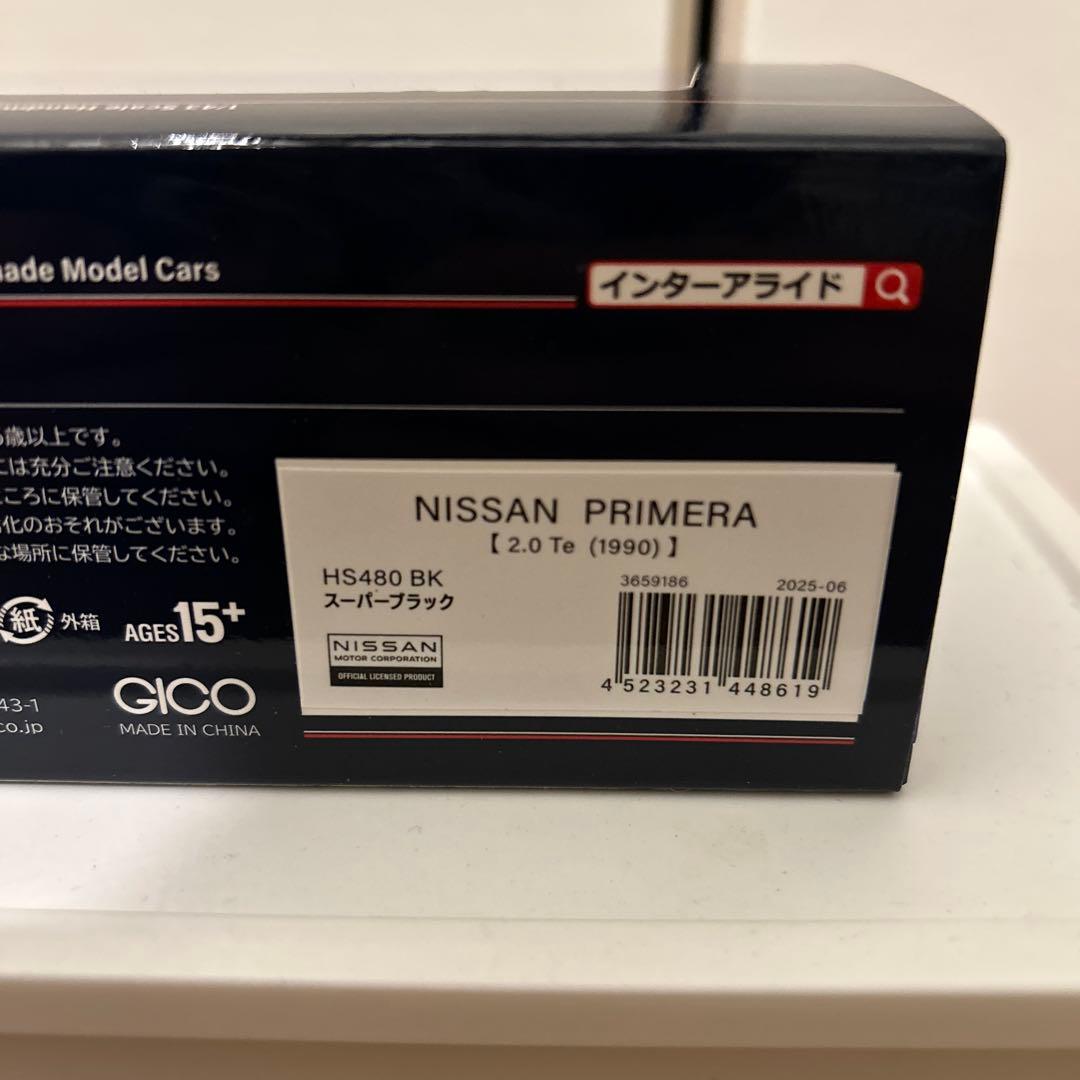 Model Cars
インターアライド
歳以上です。
には充分ご注意ください。
ところに保管してください。
化のおそれがございます。
な場所に保管してください。
紙 外箱 AGES15+
43-1
co.jp
GICO
MADE IN CHINA
NISSAN PRIMERA
【 2.0 Te (1990) 】
HS480 BK
スーパーブラック
NISSAN
MOTOR CORPORATION
OFFICIAL LICENSED PRODUCT
3659186 2025-06
4 523231 448619